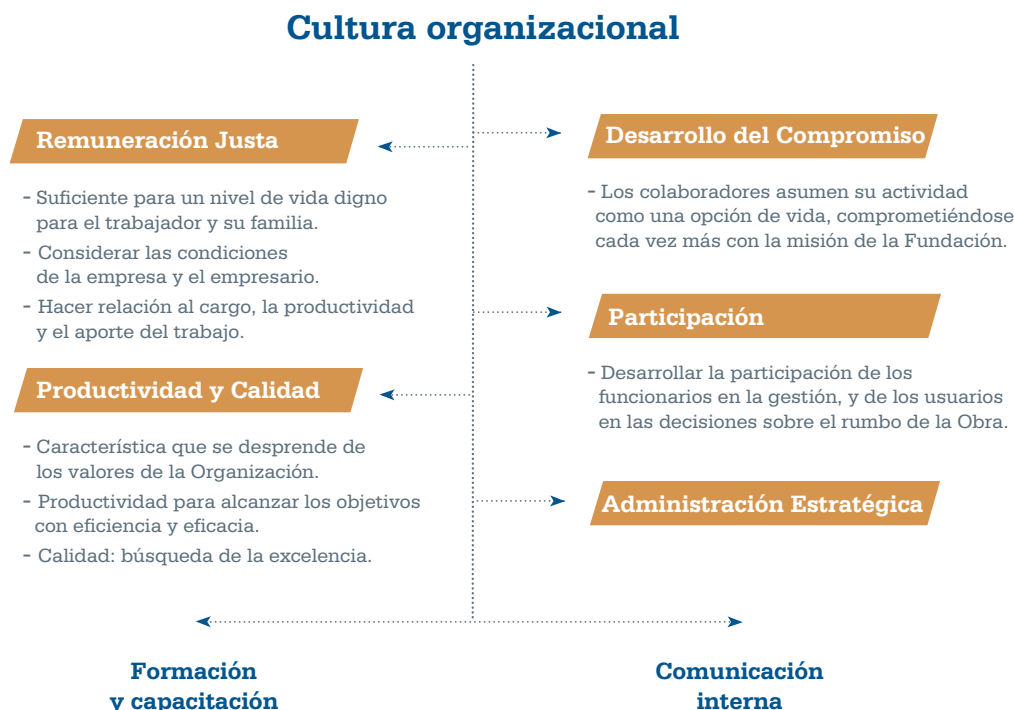 Cultura organizacional
Remuneración Justa
- Suficiente para un nivel de vida digno
para el trabajador y su familia.
- Considerar las condiciones
de la empresa y el empresario.
- Hacer relación al cargo, la productividad
y el aporte del trabajo.
Productividad y Calidad
- Característica que se desprende de
los valores de la Organización.
- Productividad para alcanzar los objetivos
con eficiencia y eficacia.
- Calidad: búsqueda de la excelencia.
Desarrollo del Compromiso
- Los colaboradores asumen su actividad
como una opción de vida, comprometiéndose
cada vez más con la misión de la Fundación.
Participación
- Desarrollar la participación de los
funcionarios en la gestión, y de los usuarios
en las decisiones sobre el rumbo de la Obra.
Administración Estratégica
Formación
y capacitación
Comunicación
interna